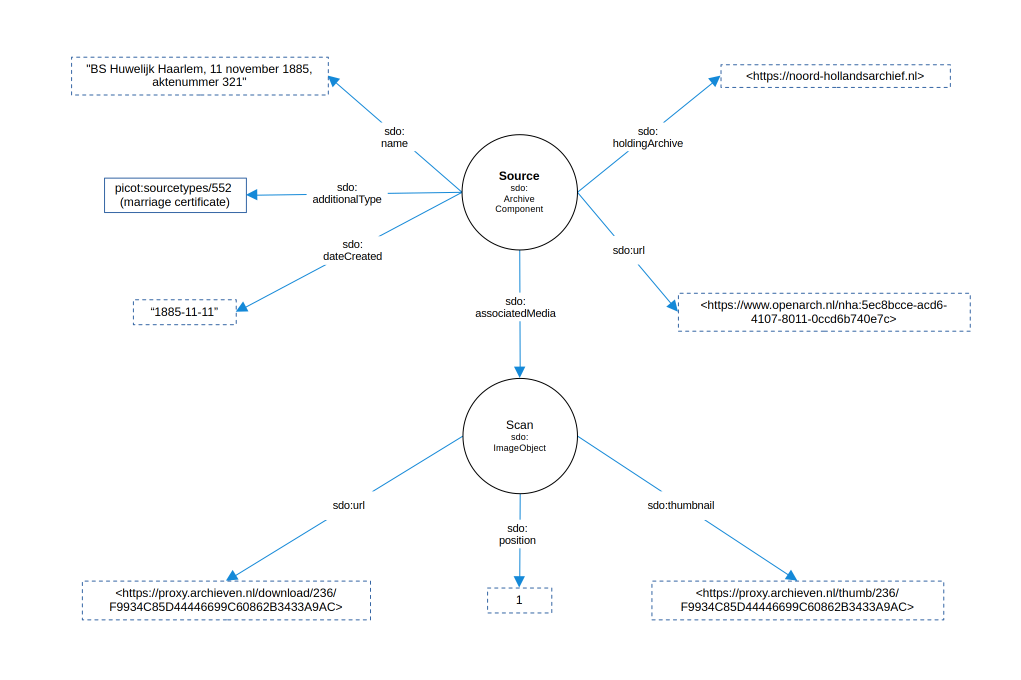 "BS Huwelijk Haarlem, 11 november 1885,
aktenummer 321"
<https://noord-hollandsarchief.nl>
sdo:
name
sdo:
holdingArchive
Source
sdo:
Archive
Component
picot:sourcetypes/552
(marriage certificate)
sdo:
additionalType
sdo:
dateCreated
sdo:url
"1885-11-11”
sdo:
associatedMedia
<https://www.openarch.nl/nha:5ec8bcce-acd6-
4107-8011-0ccd6b740e7c>
Scan
sdo:
ImageObject
sdo:url
sdo:
position
sdo:thumbnail
<https://proxy.archieven.nl/download/236/
F9934C85D44446699C60862B3433A9AC>
1
<https://proxy.archieven.nl/thumb/236/
F9934C85D44446699C60862B3433A9AC>